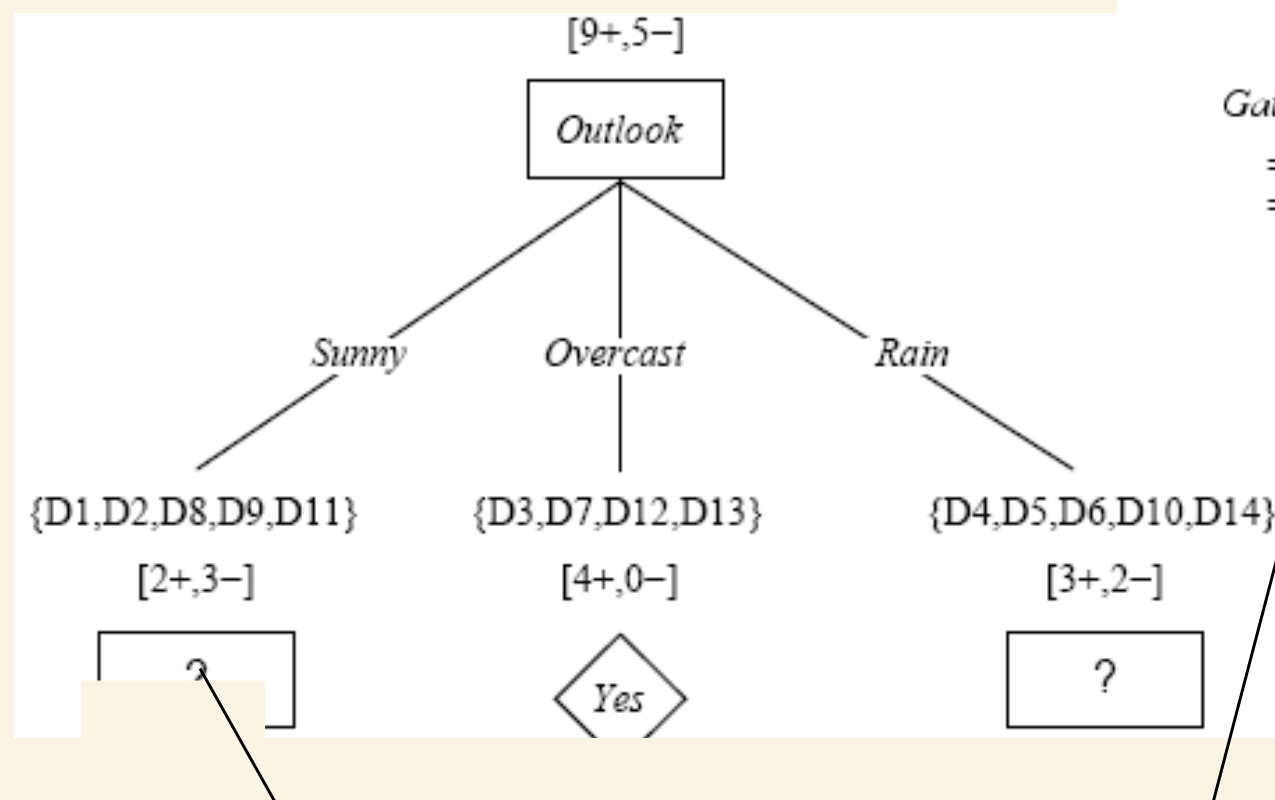 [9+,5−]
Outlook
Sunny Overcast Rain
{D1,D2,D8,D9,D11} {D3,D7,D12,D13} {D4,D5,D6,D10,D14}
[2+,3−] [4+,0−] [3+,2−]
? Yes ?